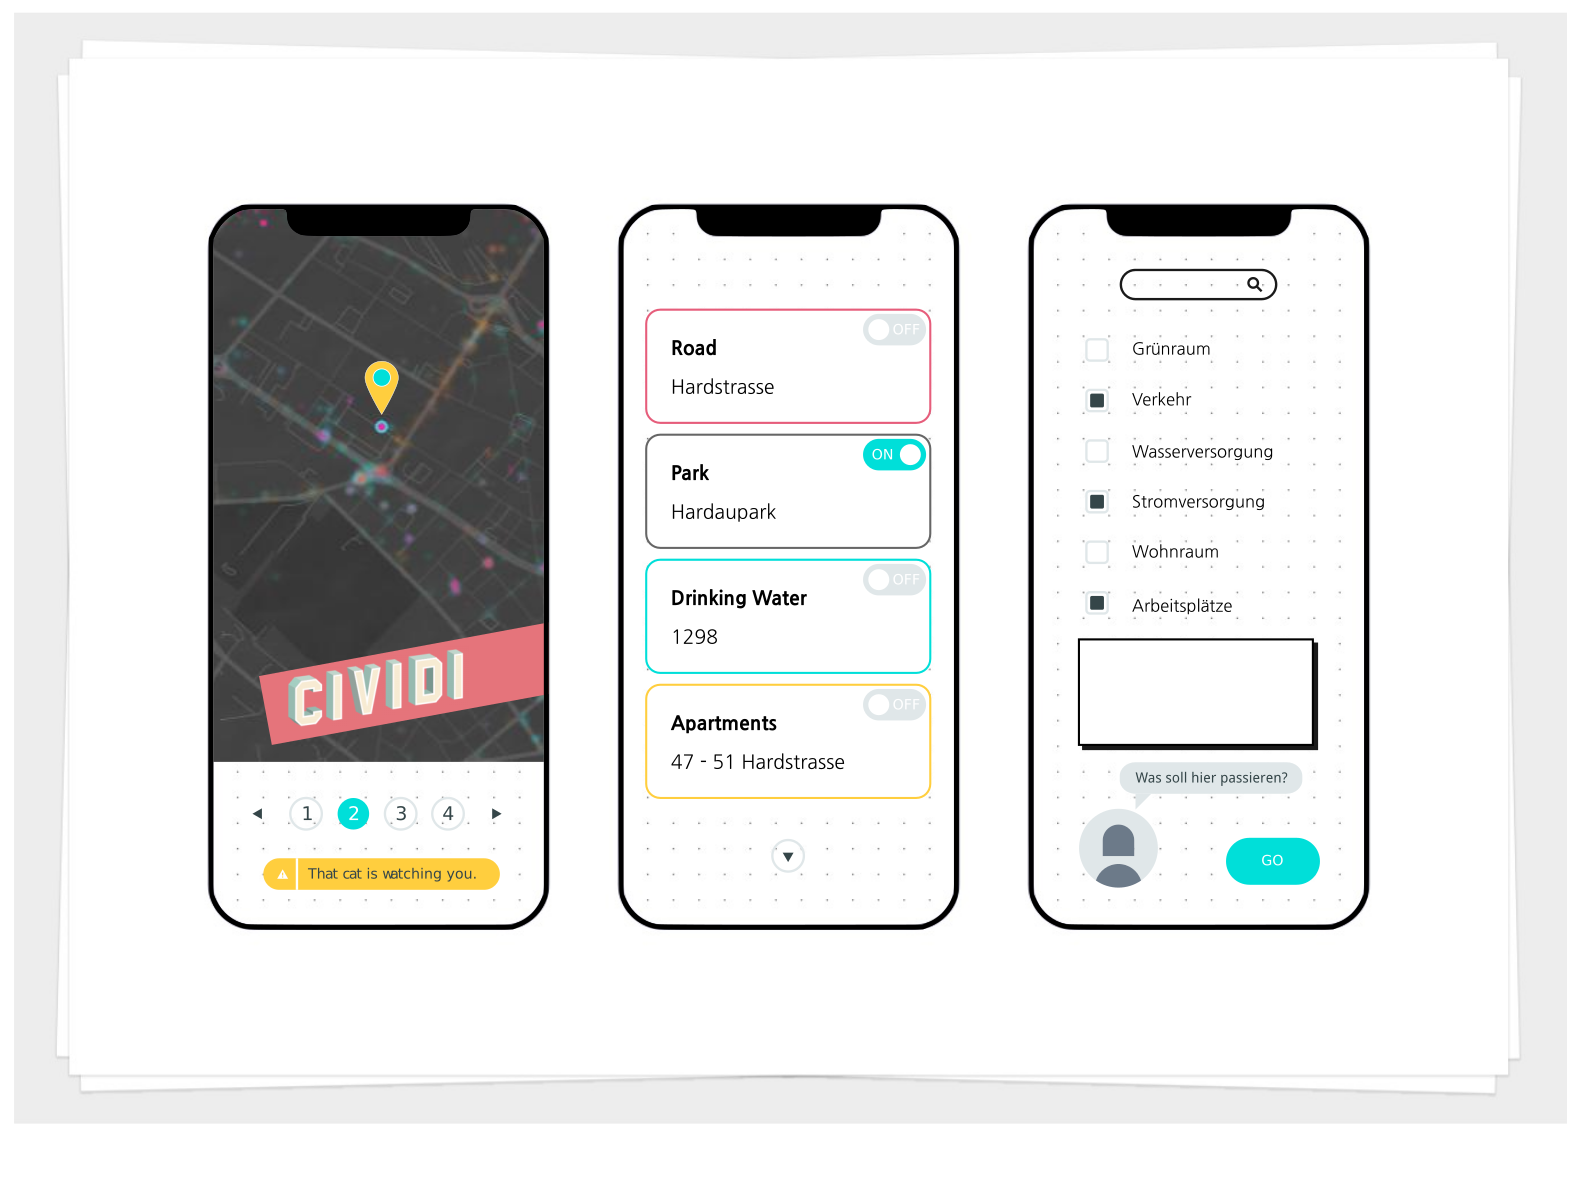 CIVIDI
1 2 3 4
That cat is watching you.
Road
OFF
Hardstrasse
Park
ON
Hardaupark
Drinking Water
OFF
1298
Apartments
OFF
47 - 51 Hardstrasse
Grünraum
Verkehr
Wasserversorgung
Stromversorgung
Wohnraum
Arbeitsplätze
Was soll hier passieren?
GO